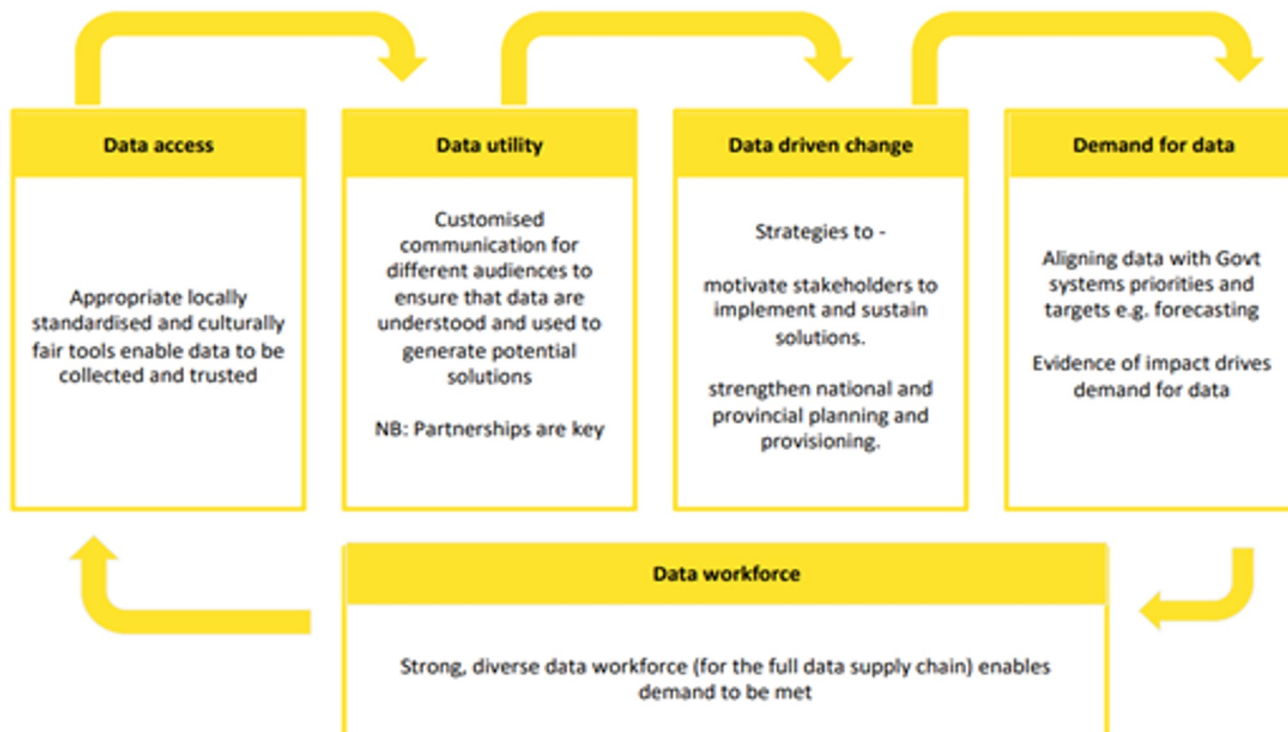 Data access
Appropriate locally
standardised and culturally
fair tools enable data to be
collected and trusted
Data utility
Customised
communication for
different audiences to
ensure that data are
understood and used to
generate potential
solutions
NB: Partnerships are key
Data driven change
Strategies to -
motivate stakeholders to
implement and sustain
solutions.
strengthen national and
provincial planning and
provisioning.
Demand for data
Aligning data with Govt
systems priorities and
targets e.g. forecasting
Evidence of impact drives
demand for data
Data workforce
Strong, diverse data workforce (for the full data supply chain) enables
demand to be met